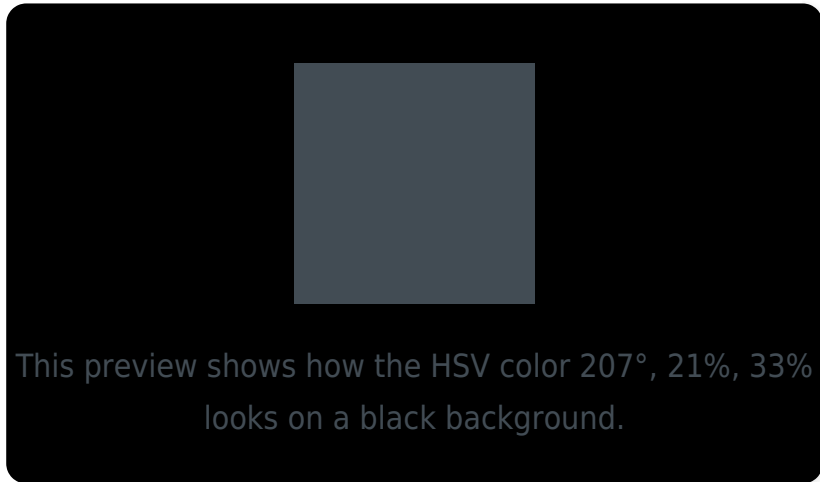 This preview shows how the HSV color 207°, 21%, 33%
looks on a black background.